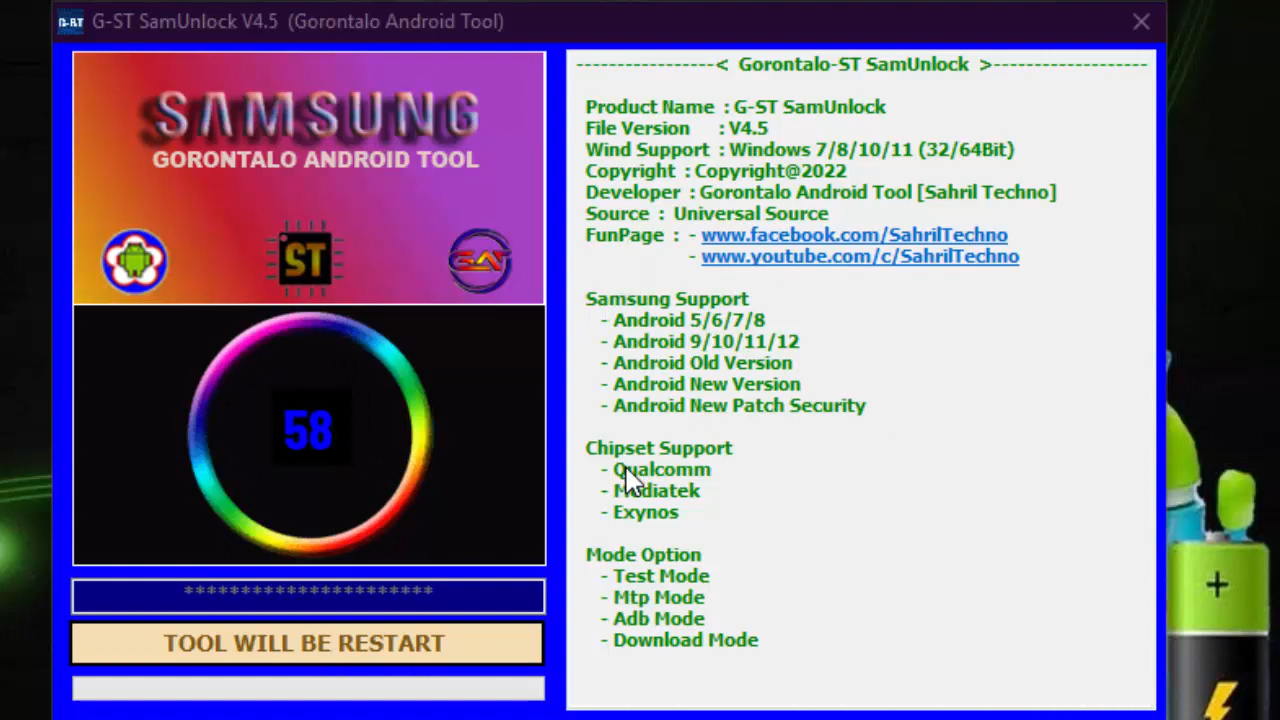 G-ST SamUnlock V4.5 (Gorontalo Android Tool)
SAMSUNG
GORONTALO ANDROID TOOL
ST
GAT
58
*********************
TOOL WILL BE RESTART
-----------------< Gorontalo-ST SamUnlock >-------------------
Product Name : G-ST SamUnlock
File Version : V4.5
Wind Support : Windows 7/8/10/11 (32/64Bit)
Copyright : Copyright@2022
Developer : Gorontalo Android Tool [Sahril Techno]
Source : Universal Source
FunPage : - www.facebook.com/SahrilTechno
- www.youtube.com/c/SahrilTechno
Samsung Support
- Android 5/6/7/8
- Android 9/10/11/12
- Android Old Version
- Android New Version
- Android New Patch Security
Chipset Support
- Qualcomm
- Mediatek
- Exynos
Mode Option
- Test Mode
- Mtp Mode
- Adb Mode
- Download Mode